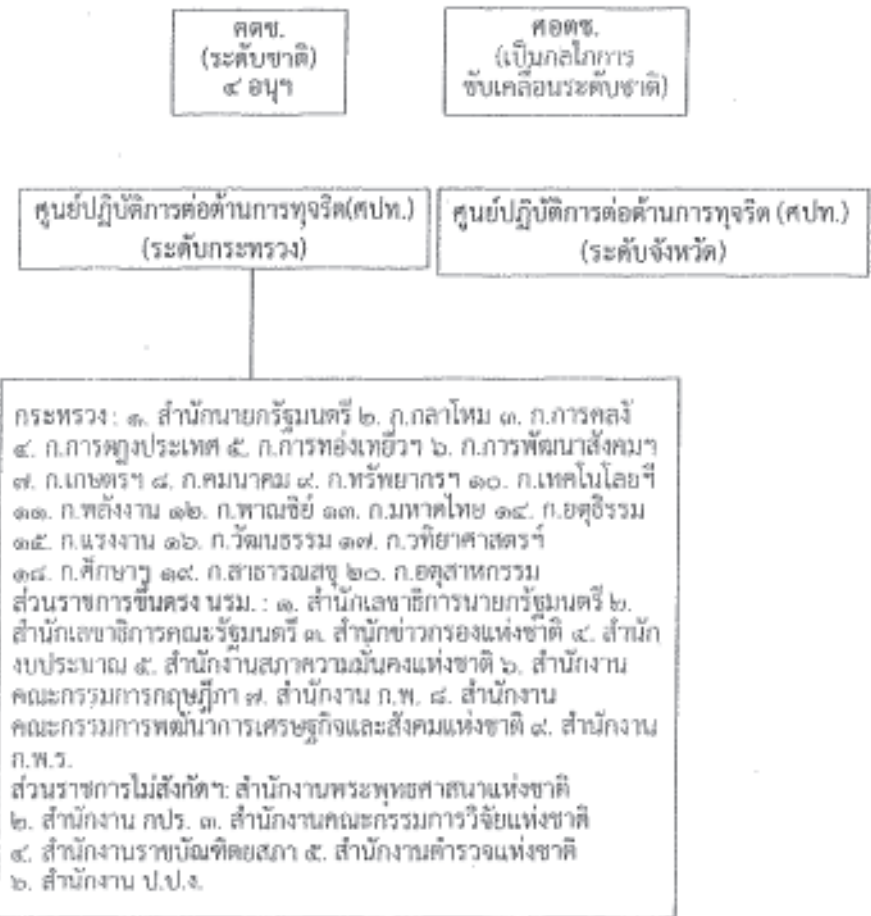 คตช.
(ระดับชาติ)
๔ อนุฯ
ศอตช.
(เป็นกลไกการ
ขับเคลื่อนระดับชาติ)
ศูนย์ปฏิบัติการต่อต้านการทุจริต(ศปท.)
(ระดับกระทรวง)
ศูนย์ปฏิบัติการต่อต้านการทุจริต (ศปท.)
(ระดับจังหวัด)
กระทรวง : ๑. สำนักนายกรัฐมนตรี ๒. ก.กลาโหม ๓. ก.การคลัง
๔. ก.การต่างประเทศ ๕. ก.การท่องเที่ยวฯ ๖. ก.การพัฒนาสังคมฯ
๗. ก.เกษตรฯ ๘. ก.คมนาคม ๙. ก.ทรัพยากรฯ ๑๐. ก.เทคโนโลยีฯ
๑๑. ก.พลังงาน ๑๒. ก.พาณิชย์ ๑๓. ก.มหาดไทย ๑๔. ก.ยุติธรรม
๑๕. ก.แรงงาน ๑๖. ก.วัฒนธรรม ๑๗. ก.วิทยาศาสตร์ฯ
๑๘. ก.ศึกษาฯ ๑๙. ก.สาธารณสุข ๒๐. ก.อุตสาหกรรม
ส่วนราชการขึ้นตรง นรม. : ๑. สำนักเลขาธิการนายกรัฐมนตรี ๒.
สำนักเลขาธิการคณะรัฐมนตรี ๓. สำนักข่าวกรองแห่งชาติ ๔. สำนัก
งบประมาณ ๕. สำนักงานสภาความมั่นคงแห่งชาติ ๖. สำนักงาน
คณะกรรมการกฤษฎีกา ๗. สำนักงาน ก.พ. ๘. สำนักงาน
คณะกรรมการพัฒนาการเศรษฐกิจและสังคมแห่งชาติ ๙. สำนักงาน
ก.พ.ร.
ส่วนราชการไม่สังกัดฯ: สำนักงานพระพุทธศาสนาแห่งชาติ
๒. สำนักงาน กปร. ๓. สำนักงานคณะกรรมการวิจัยแห่งชาติ
๔. สำนักงานราชบัณฑิตยสภา ๕. สำนักงานตำรวจแห่งชาติ
๖. สำนักงาน ป.ป.ง.